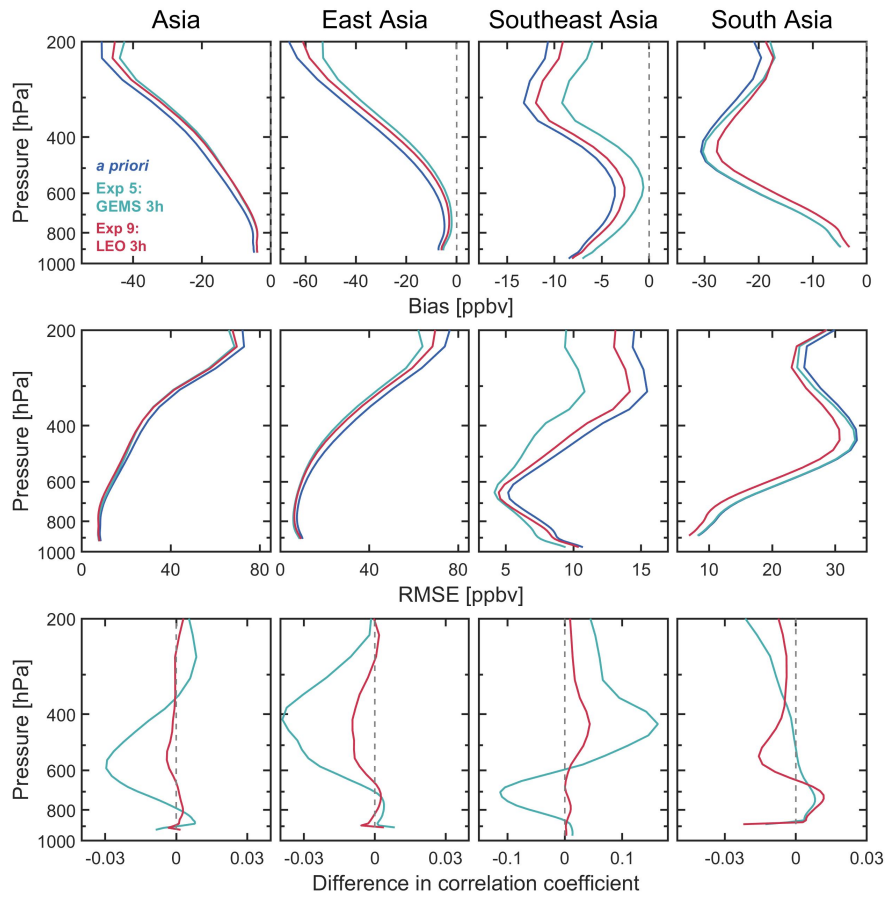 Asia East Asia Southeast Asia South Asia
200
400
600
800
1000
Pressure [hPa]
a priori
Exp 5:
GEMS 3h
Exp 9:
LEO 3h
-40 -20 0 -60 -40 -20 0 -15 -10 -5 0 -30 -20 -10 0
Bias [ppbv]
200
400
600
800
1000
Pressure [hPa]
0 40 80 0 40 80 5 10 15 10 20 30
RMSE [ppbv]
200
400
600
800
1000
Pressure [hPa]
-0.03 0 0.03 -0.03 0 0.03 -0.1 0 0.1 -0.03 0 0.03
Difference in correlation coefficient